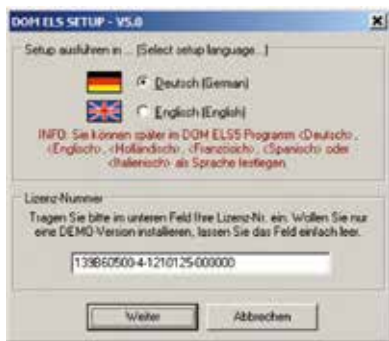 DOM ELS SETUP - V5.0
Setup ausführen in ... (Select setup language...)
Deutsch (German)
Englisch (English)
INFO: Sie können später in DOM ELS5 Programm <Deutsch>,
<Englisch>, <Holländisch>, <Französisch>, <Spanisch> oder
<Italienisch> als Sprache festlegen.
Lizenz-Nummer
Tragen Sie bitte im unteren Feld Ihre Lizenz-Nr. ein. Wollen Sie nur
eine DEMO-Version installieren, lassen Sie das Feld einfach leer.
139B60500-4-1210125-000000
Weiter
Abbrechen